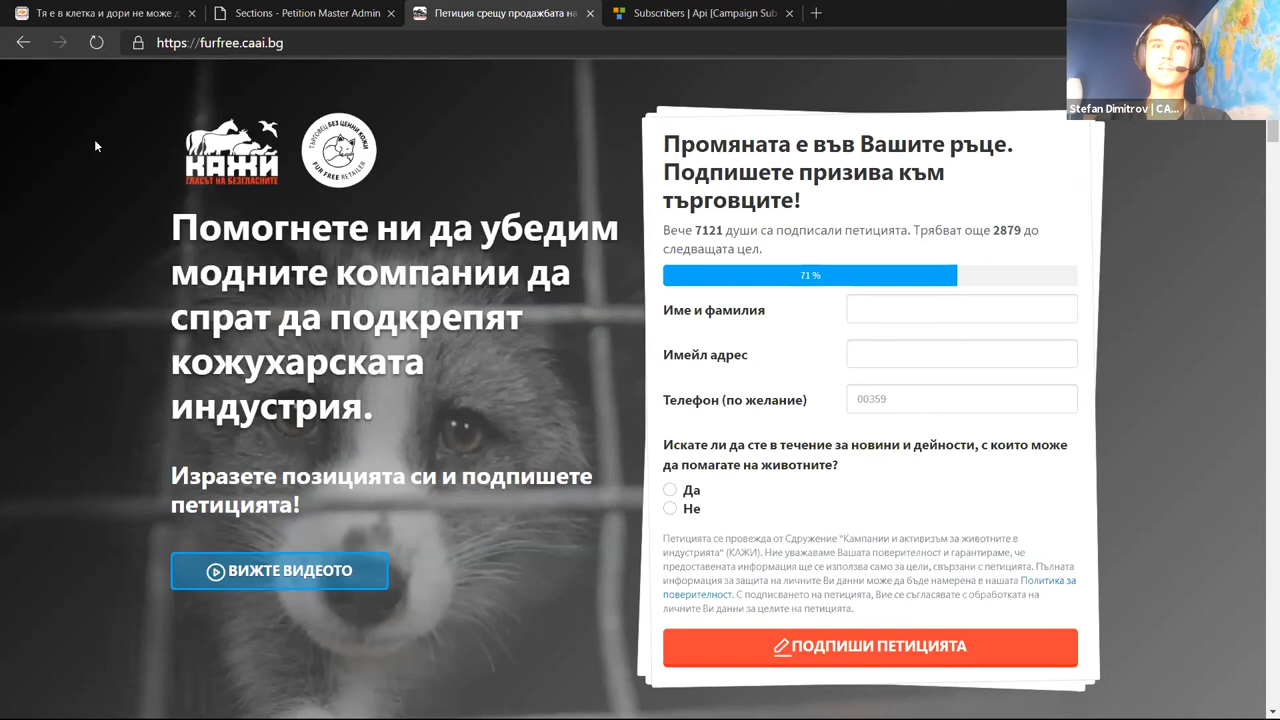 Тя е в клетка и дори не може д
Sections - Petition Master Admin
Петиция срещу продажбата на
Subscribers | Api [Campaign Sub
https://furfree.caai.bg
Stefan Dimitrov | CA...
КАЖИ
ГЛАСЪТ НА БЕЗГЛАСНИТЕ
ТЪРГОВЕЦ БЕЗ ЦЕННИ КОЖИ
FUR FREE RETAILER
Помогнете ни да убедим
модните компании да
спрат да подкрепят
кожухарската
индустрия.
Изразете позицията си и подпишете
петицията!
ВИЖТЕ ВИДЕОТО
Промяната е във Вашите ръце.
Подпишете призива към
търговците!
Вече 7121 души са подписали петицията. Трябват още 2879 до
следващата цел.
71 %
Име и фамилия
Имейл адрес
Телефон (по желание)
00359
Искате ли да сте в течение за новини и дейности, с които може
да помагате на животните?
Да
Не
Петицията се провежда от Сдружение "Кампании и активизъм за животните в
индустрията" (КАЖИ). Ние уважаваме Вашата поверителност и гарантираме, че
предоставената информация ще се използва само за цели, свързани с петицията. Пълната
информация за защита на личните Ви данни може да бъде намерена в нашата Политика за
поверителност. С подписването на петицията, Вие се съгласявате с обработката на
личните Ви данни за целите на петицията.
ПОДПИШИ ПЕТИЦИЯТА